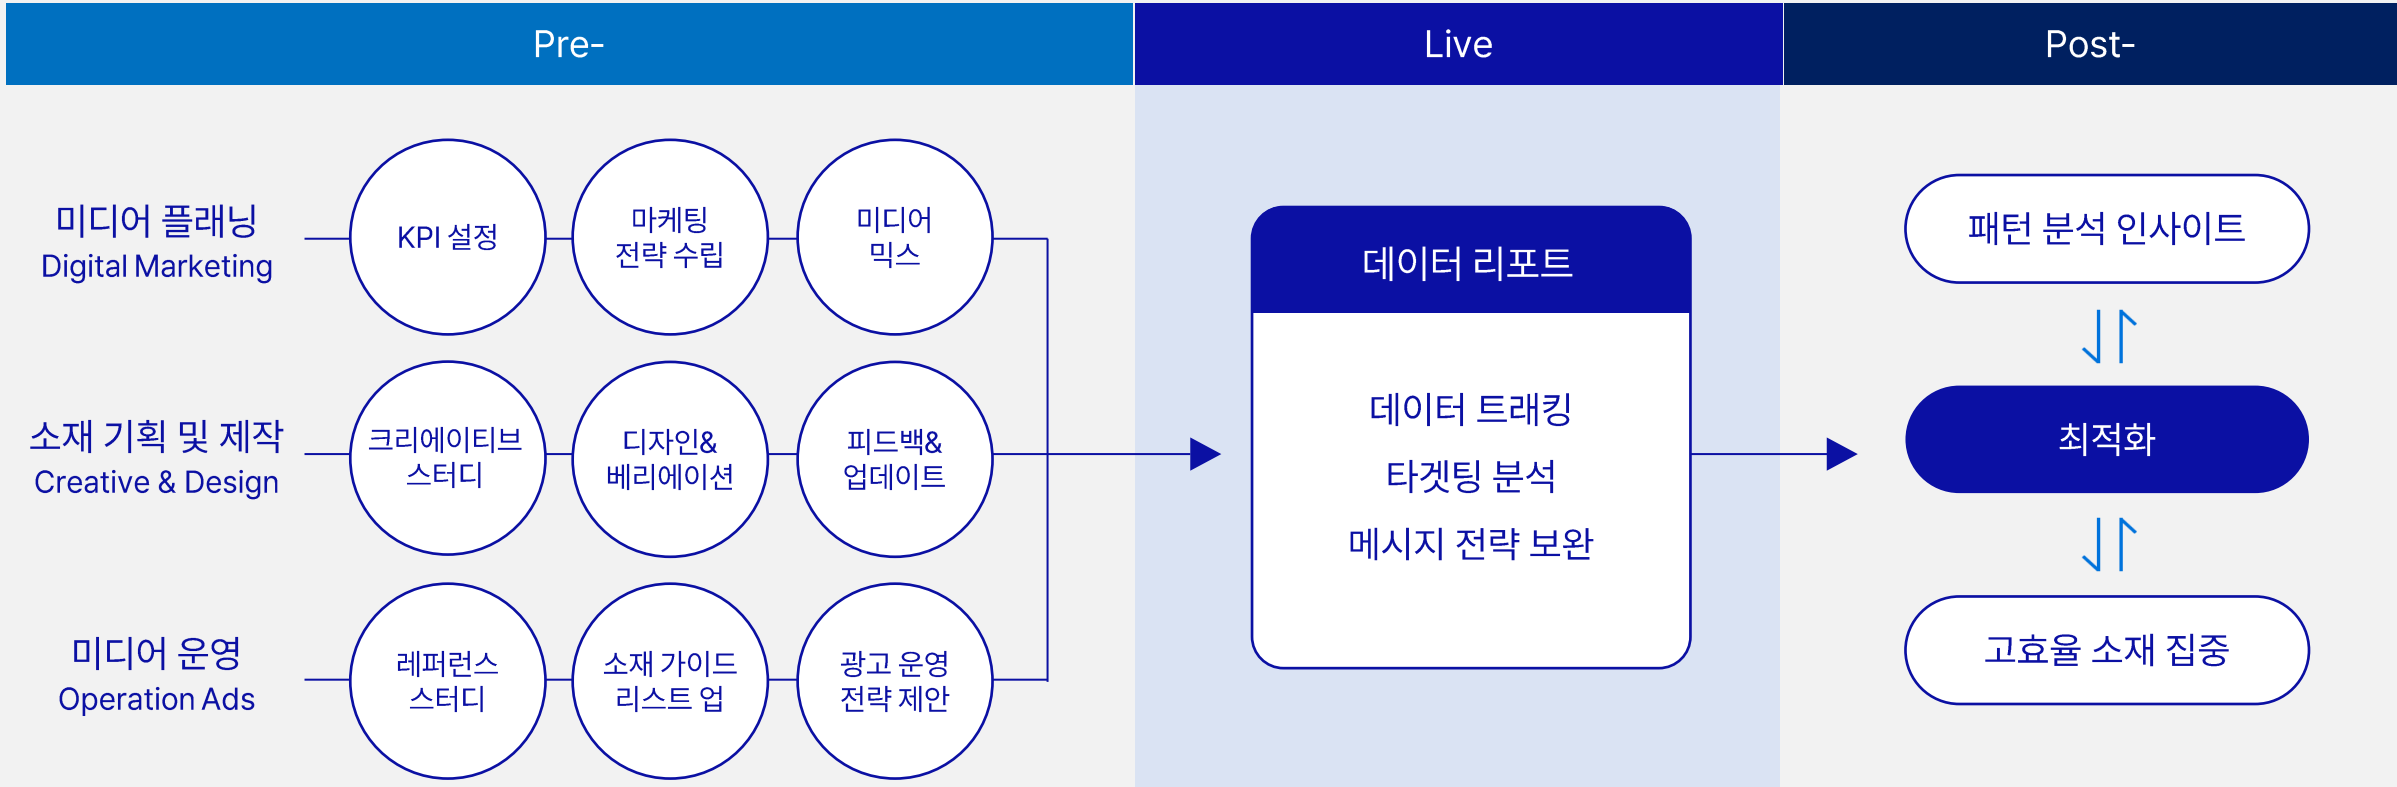 Pre-
Live
Post-
미디어 플래닝
Digital Marketing
KPI 설정
마케팅
전략 수립
미디어
믹스
소재 기획 및 제작
Creative & Design
크리에이티브
스터디
디자인&
베리에이션
피드백&
업데이트
미디어 운영
Operation Ads
레퍼런스
스터디
소재 가이드
리스트 업
광고 운영
전략 제안
데이터 리포트
데이터 트래킹
타겟팅 분석
메시지 전략 보완
패턴 분석 인사이트
최적화
고효율 소재 집중